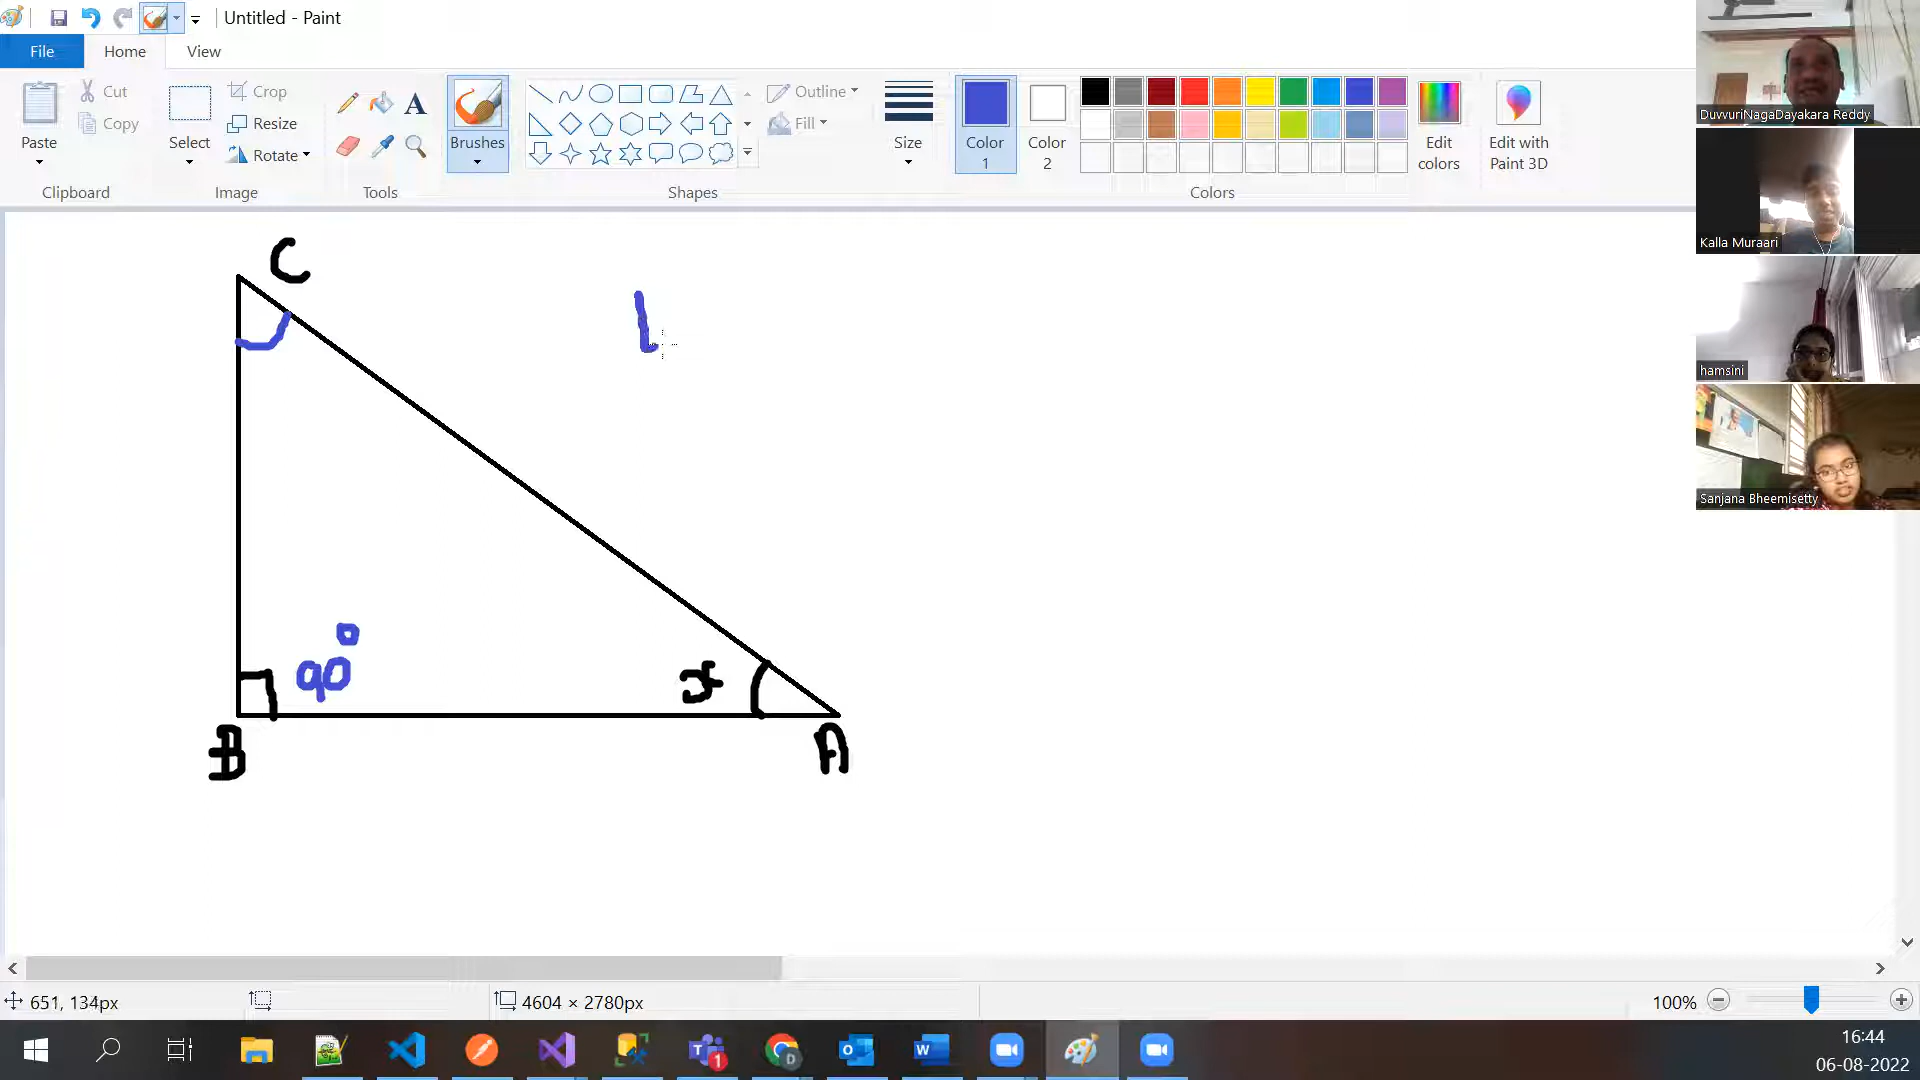 Untitled - Paint
File
Home
View
Paste
Cut
Copy
Clipboard
Select
Crop
Resize
Rotate
Image
A
Tools
Brushes
Shapes
Outline
Fill
Size
Color
1
Color
2
Edit
colors
Edit with
Paint 3D
Colors
DuvvuriNagaDayakara Reddy
Kalla Muraari
hamsini
Sanjana Bheemisetty
C
90°
x
B
A
651, 134px
4604 × 2780px
100%
1
D
16:44
06-08-2022